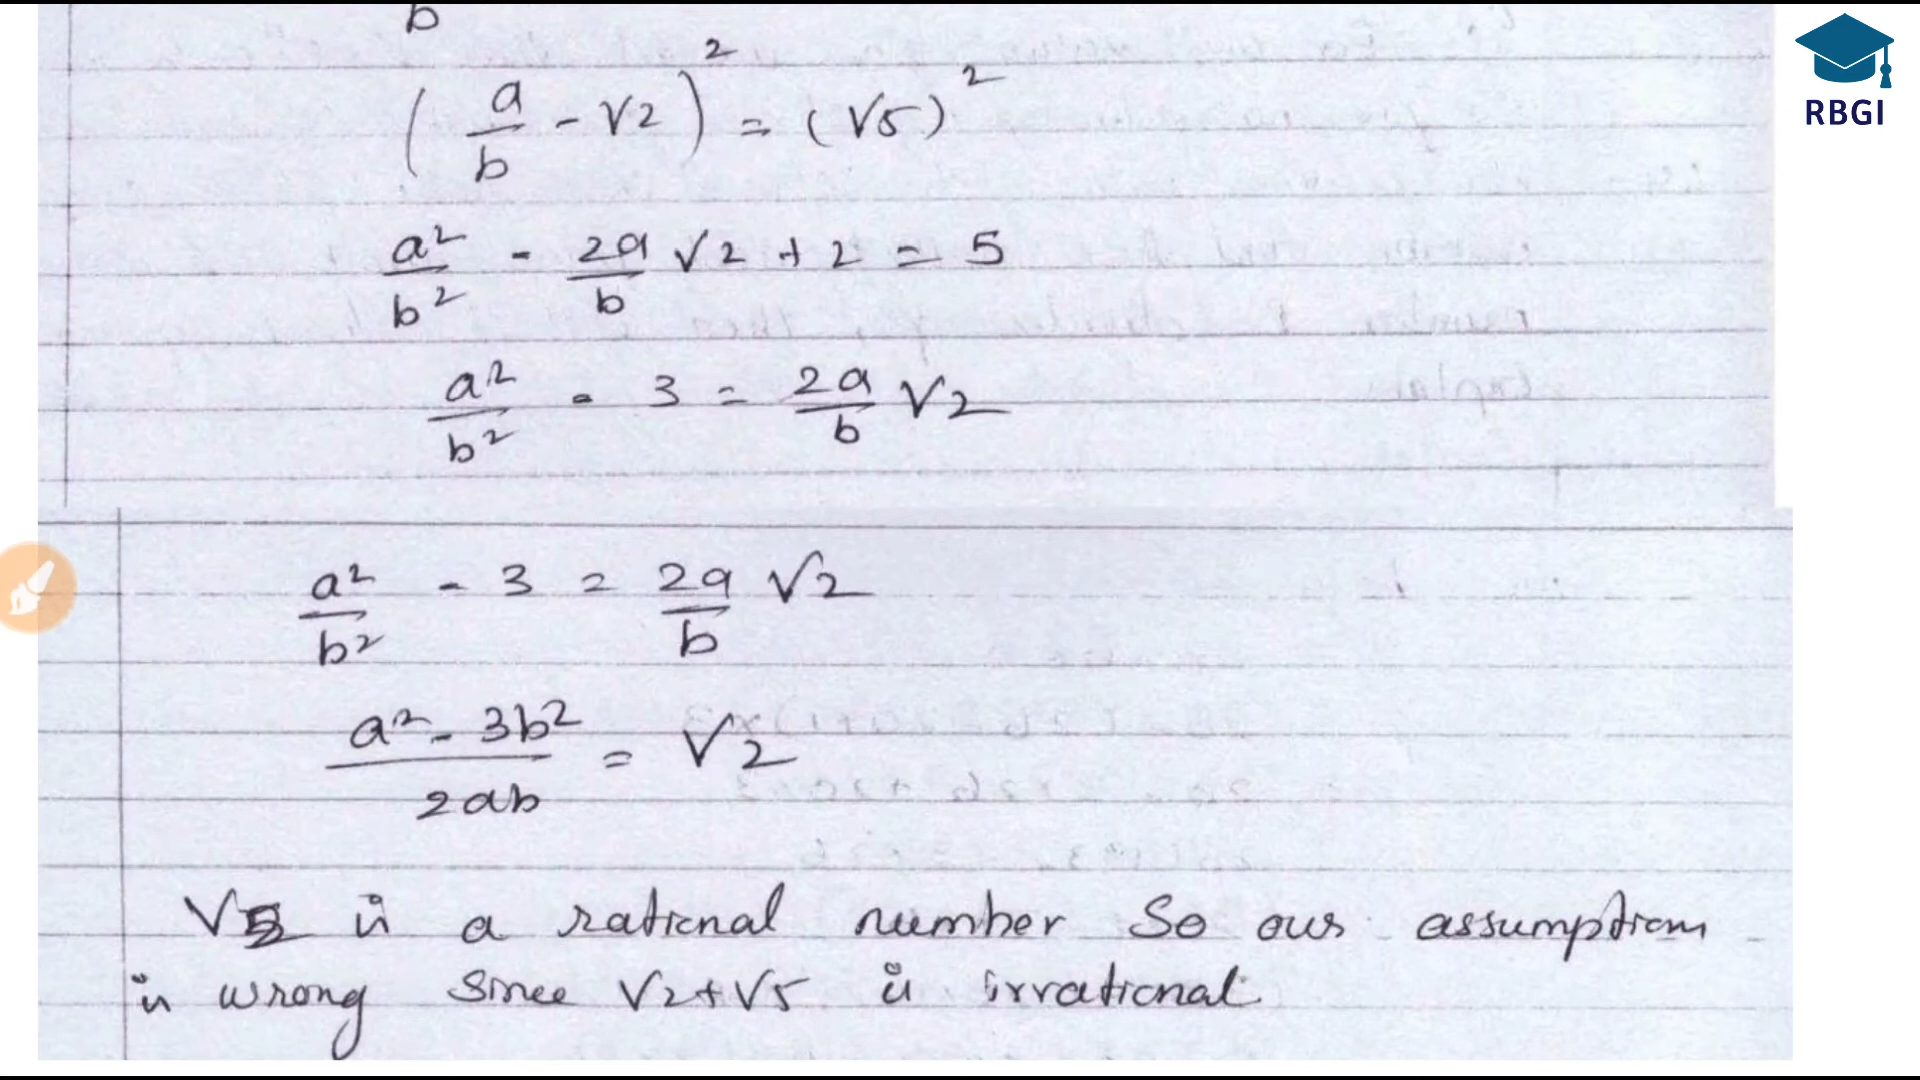 b
(a/b - √2)² = (√5)²
RBGI
a²/b² - 2a/b √2 + 2 = 5
a²/b² - 3 = 2a/b √2
a²/b² - 3 = 2a/b √2
a² - 3b²/2ab = √2
√2 is a rational number So our assumption
is wrong since √2+√5 is irrational.